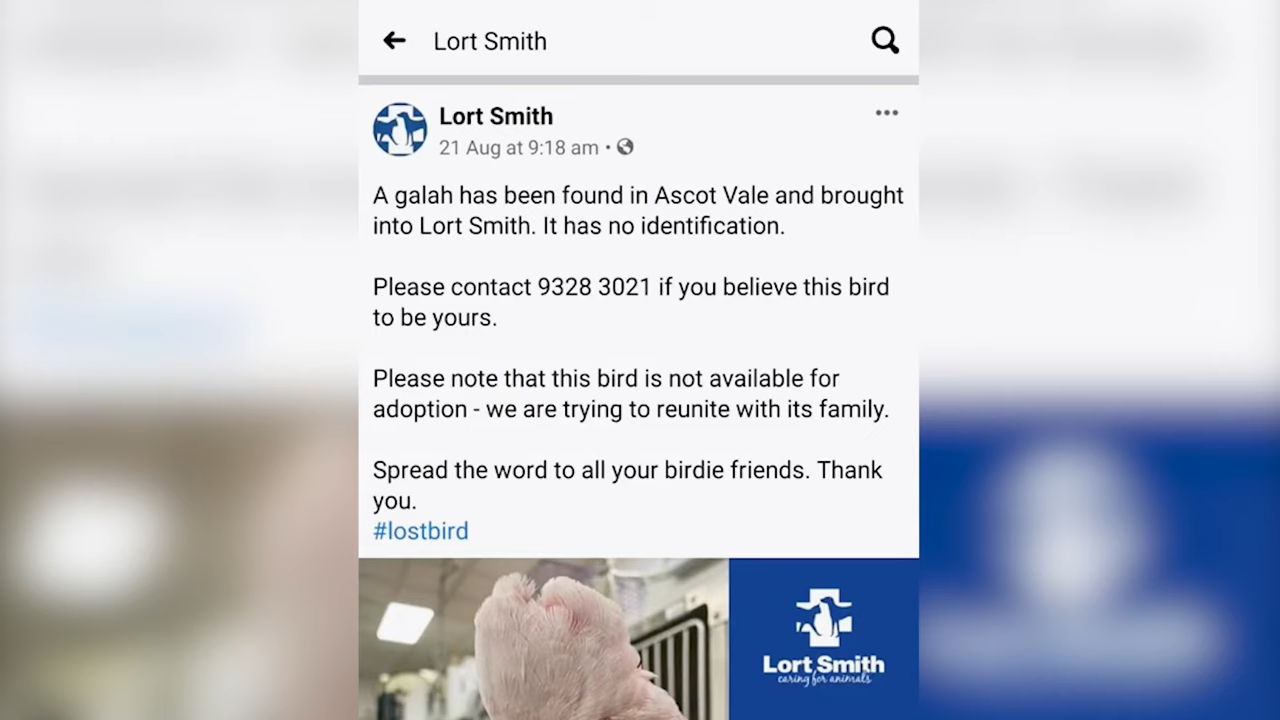 Lort Smith
Lort Smith
21 Aug at 9:18 am •
A galah has been found in Ascot Vale and brought
into Lort Smith. It has no identification.
Please contact 9328 3021 if you believe this bird
to be yours.
Please note that this bird is not available for
adoption - we are trying to reunite with its family.
Spread the word to all your birdie friends. Thank
you.
#lostbird
Lort Smith
caring for animals